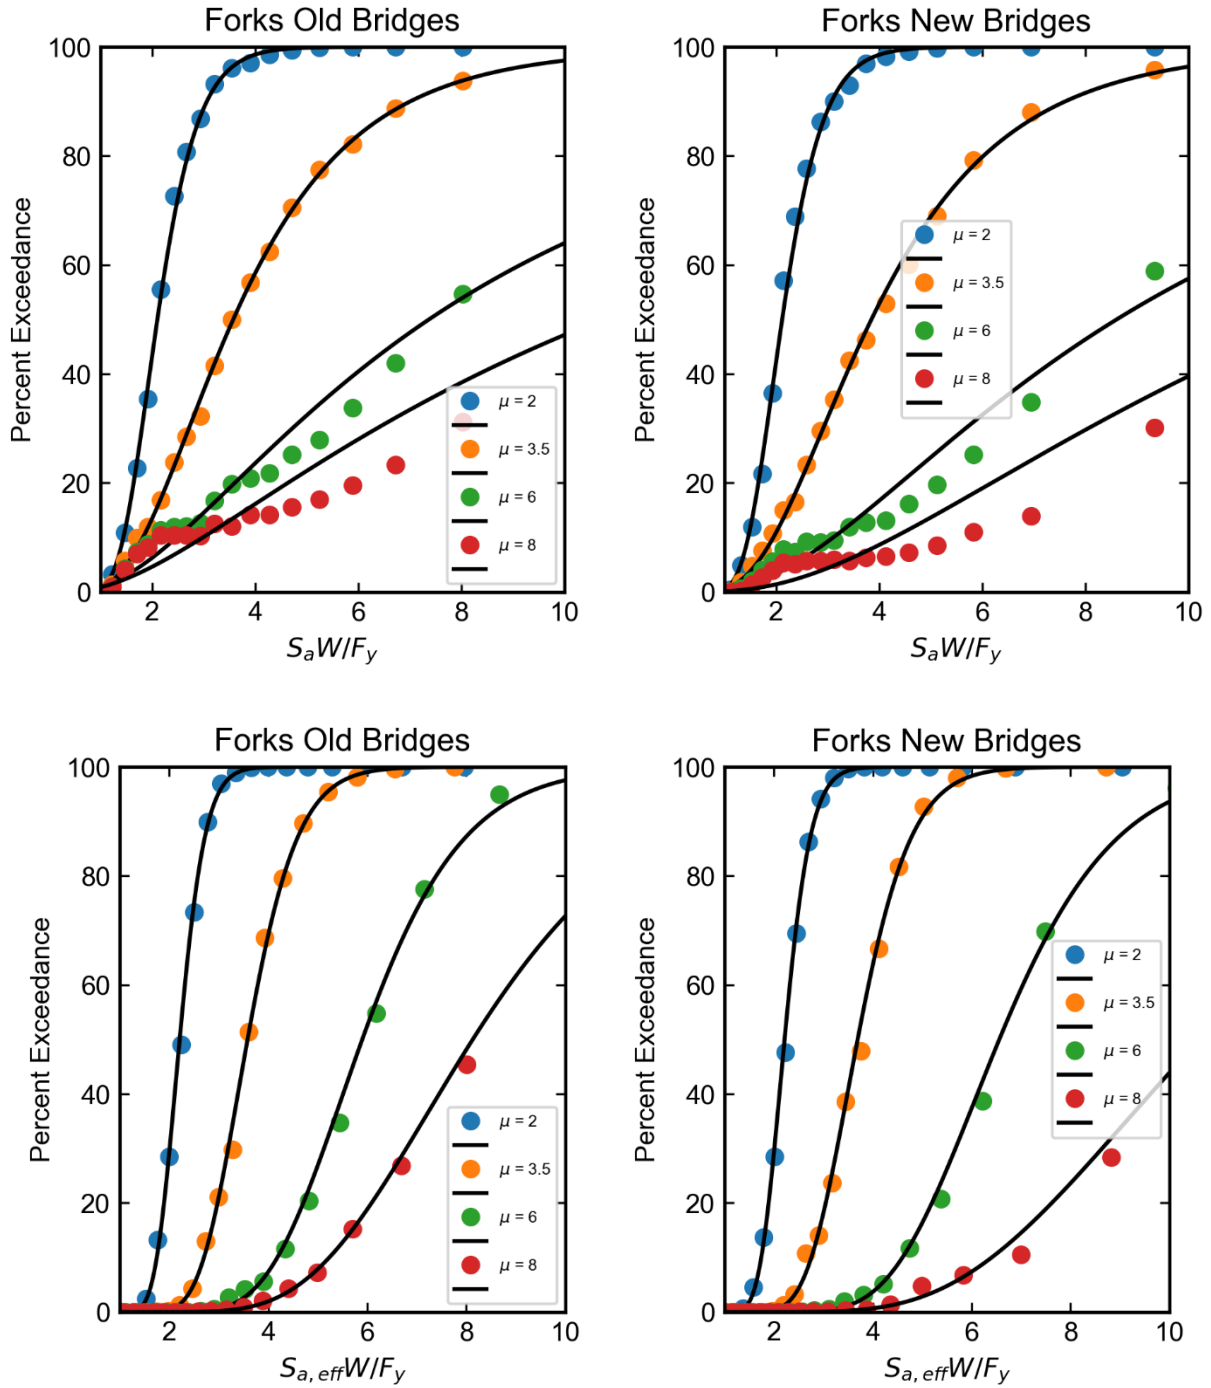 Forks Old Bridges
100
80
60
40
20
0
Percent Exceedance
2 4 6 8 10
S_aW/F_y
μ = 2
μ = 3.5
μ = 6
μ = 8
Forks New Bridges
100
80
60
40
20
0
Percent Exceedance
2 4 6 8 10
S_aW/F_y
μ = 2
μ = 3.5
μ = 6
μ = 8
Forks Old Bridges
100
80
60
40
20
0
Percent Exceedance
2 4 6 8 10
S_{a,eff}W/F_y
μ = 2
μ = 3.5
μ = 6
μ = 8
Forks New Bridges
100
80
60
40
20
0
Percent Exceedance
2 4 6 8 10
S_{a,eff}W/F_y
μ = 2
μ = 3.5
μ = 6
μ = 8